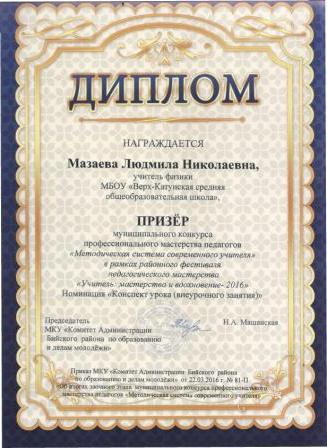 ДИПЛОМ
НАГРАЖДАЕТСЯ
Мазаева Людмила Николаевна,
учитель физики
МБОУ «Верх-Катунская средняя
общеобразовательная школа»,
ПРИЗЁР
муниципального конкурса
профессионального мастерства педагогов
«Методическая система современного учителя»
в рамках районного фестиваля
педагогического мастерства
«Учитель: мастерство и вдохновение- 2016»
Номинация «Конспект урока (внеурочного занятия)»
Председатель
МКУ «Комитет Администрации
Бийского района по образованию
и делам молодёжи»
Н.А. Машинская
Приказ МКУ «Комитет Администрации Бийского района
по образованию и делам молодёжи» от 22.03.2016 г. № 81-П
«Об итогах заочного этапа муниципального конкурса профессионального
мастерства педагогов «Методическая система современного учителя»